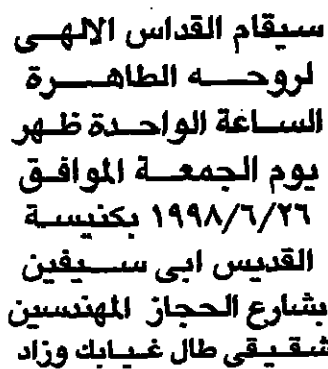 سيقام القداس الالهى
لروحه الطاهرة
الساعة الواحدة ظهر
يوم الجمعة الموافق
١٩٩٨/٦/٢٦ بكنيسة
القديس ابى سيفين
بشارع الحجاز المهندسين
شقيقى طال غيابك وزاد